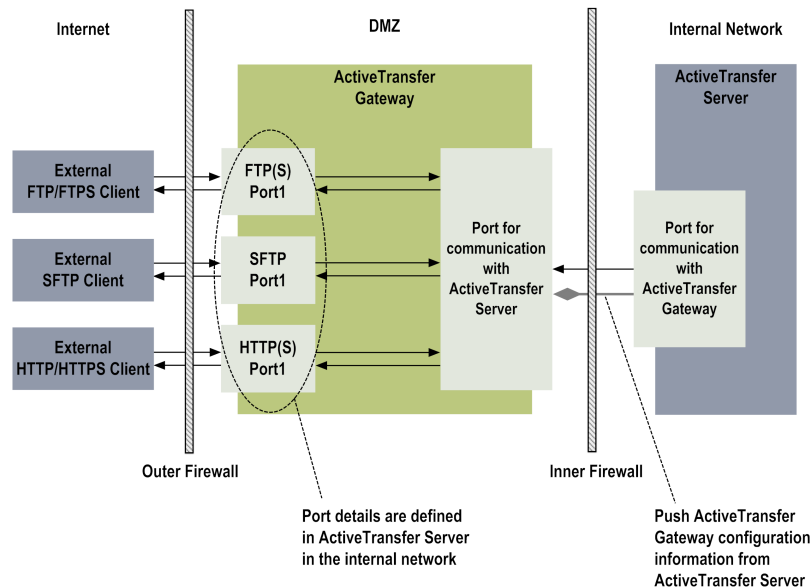 Internet
DMZ
Internal Network
ActiveTransfer
Gateway
ActiveTransfer
Server
External
FTP/FTPS Client
FTP(S)
Port1
External
SFTP Client
SFTP
Port1
External
HTTP/HTTPS Client
HTTP(S)
Port1
Port for
communication
with
ActiveTransfer
Server
Port for
communication
with
ActiveTransfer
Gateway
Outer Firewall
Inner Firewall
Port details are defined
in ActiveTransfer Server
in the internal network
Push ActiveTransfer
Gateway configuration
information from
ActiveTransfer Server